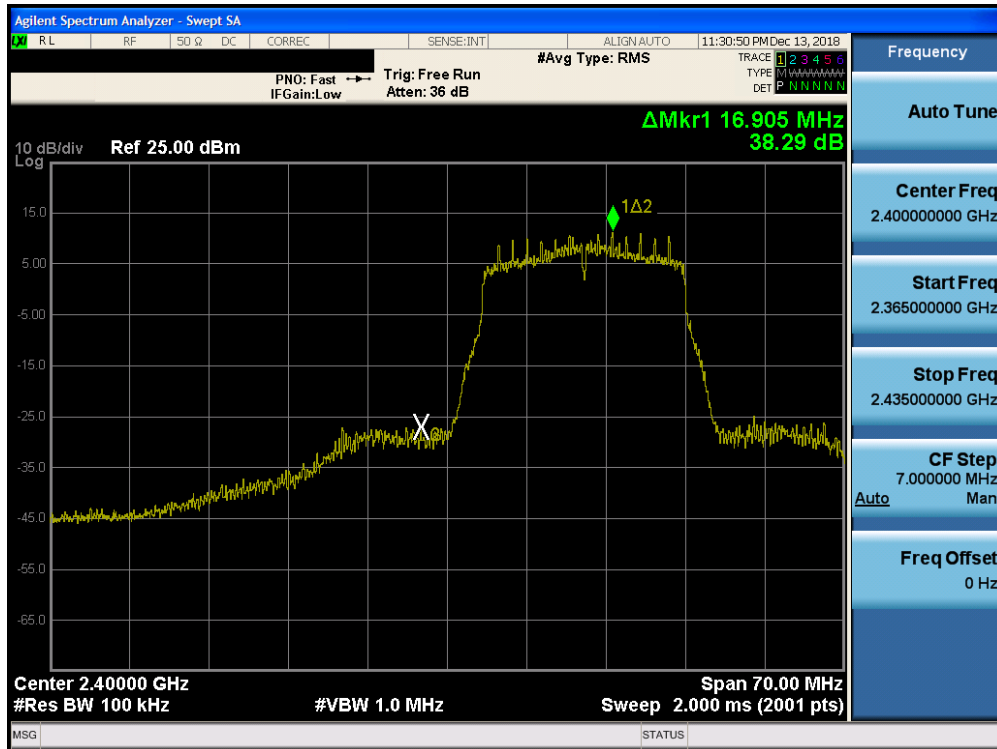 Agilent Spectrum Analyzer - Swept SA
LXI RL RF 50 Ω DC CORREC SENSE:INT ALIGN AUTO 11:30:50 PM Dec 13, 2018
Frequency
#Avg Type: RMS
TRACE 1 2 3 4 5 6
PNO: Fast Trig: Free Run
TYPE M WWWWW
IFGain:Low Atten: 36 dB
DET P N N N N N
Auto Tune
ΔMkr1 16.905 MHz
38.29 dB
10 dB/div Ref 25.00 dBm
Log
15.0
5.00
-5.00
-15.0
-25.0
-35.0
-45.0
-55.0
-65.0
1Δ2
X
Center Freq
2.400000000 GHz
Start Freq
2.365000000 GHz
Stop Freq
2.435000000 GHz
CF Step
7.000000 MHz
Auto Man
Freq Offset
0 Hz
Center 2.40000 GHz Span 70.00 MHz
#Res BW 100 kHz #VBW 1.0 MHz Sweep 2.000 ms (2001 pts)
MSG STATUS